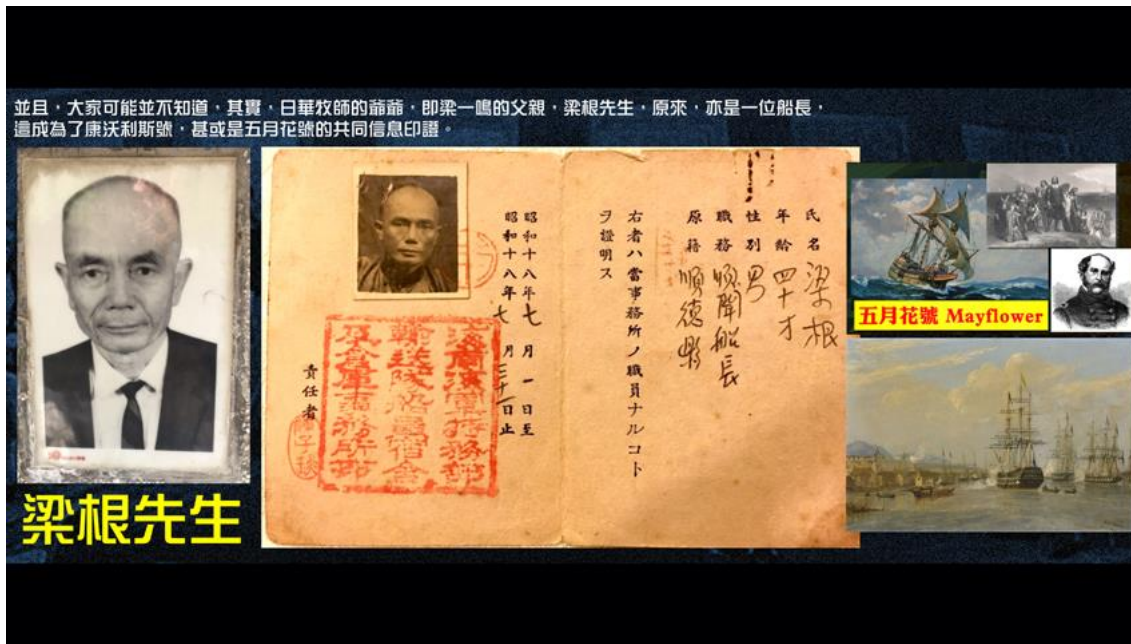 並且，大家可能並不知道，其實，日華牧師的爺爺，即梁一鳴的父親，梁根先生，原來，亦是一位船長，
這成為了康沃利斯號，甚或是五月花號的共同信息印證。
氏名 梁根
年齡 四十才
性別 男
職務 船長
原籍 順德縣
右者ハ當事務所ノ職員ナルコト
ヲ證明ス
昭和十八年七月一日至
昭和十八年七月三十一日止
責任者
梁根先生
五月花號 Mayflower